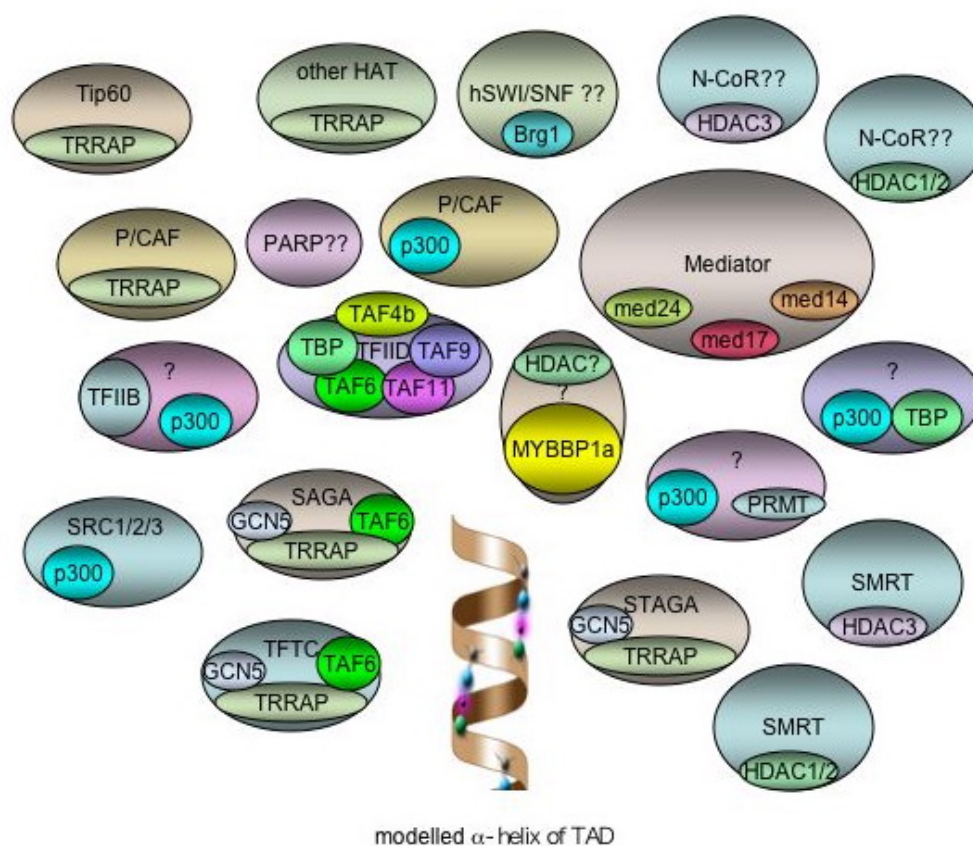 Tip60
TRRAP
other HAT
TRRAP
hSWI/SNF ??
Brg1
N-CoR??
HDAC3
N-CoR??
HDAC1/2
P/CAF
TRRAP
PARP??
P/CAF
p300
Mediator
med24
med14
med17
TAF4b
TBP
TFIID
TAF9
TAF6
TAF11
?
TFIIB
p300
HDAC?
?
MYBBP1a
?
p300
TBP
?
p300
PRMT
SRC1/2/3
p300
SAGA
GCN5
TAF6
TRRAP
SMRT
HDAC3
STAGA
GCN5
TRRAP
TFTC
GCN5
TAF6
TRRAP
SMRT
HDAC1/2
modelled α-helix of TAD